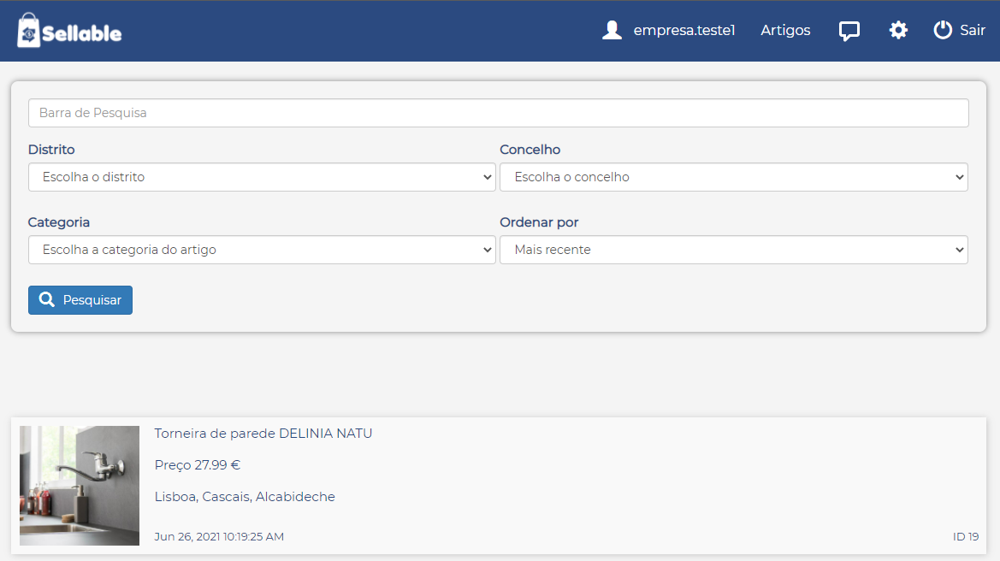 Sellable
empresa.teste1 Artigos Sair
Barra de Pesquisa
Distrito Concelho
Escolha o distrito Escolha o concelho
Categoria Ordenar por
Escolha a categoria do artigo Mais recente
Pesquisar
Torneira de parede DELINIA NATU
Preço 27.99 €
Lisboa, Cascais, Alcabideche
Jun 26, 2021 10:19:25 AM ID 19